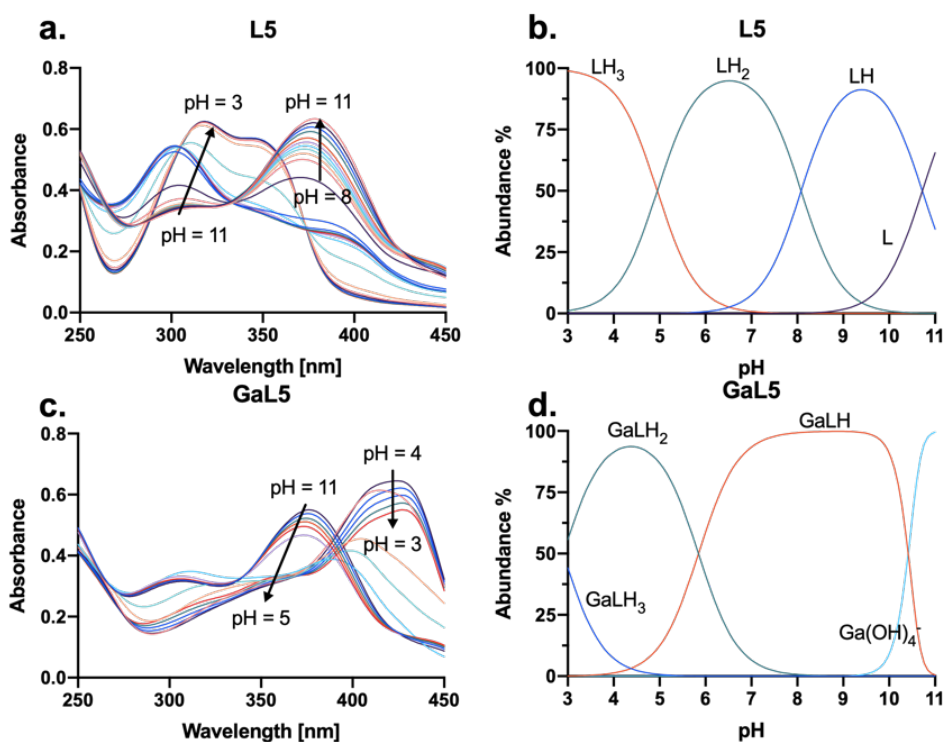 a.
L5
Absorbance
0.8
0.6
0.4
0.2
0.0
pH = 3
pH = 11
pH = 11
pH = 8
250
300
350
400
450
Wavelength [nm]
b.
L5
Abundance %
100
75
50
25
0
LH₃
LH₂
LH
L
3
4
5
6
7
8
9
10
11
pH
c.
GaL5
Absorbance
0.8
0.6
0.4
0.2
0.0
pH = 11
pH = 5
pH = 4
pH = 3
250
300
350
400
450
Wavelength [nm]
d.
GaL5
Abundance %
100
75
50
25
0
GaLH₂
GaLH
GaLH₃
Ga(OH)₄⁻
3
4
5
6
7
8
9
10
11
pH